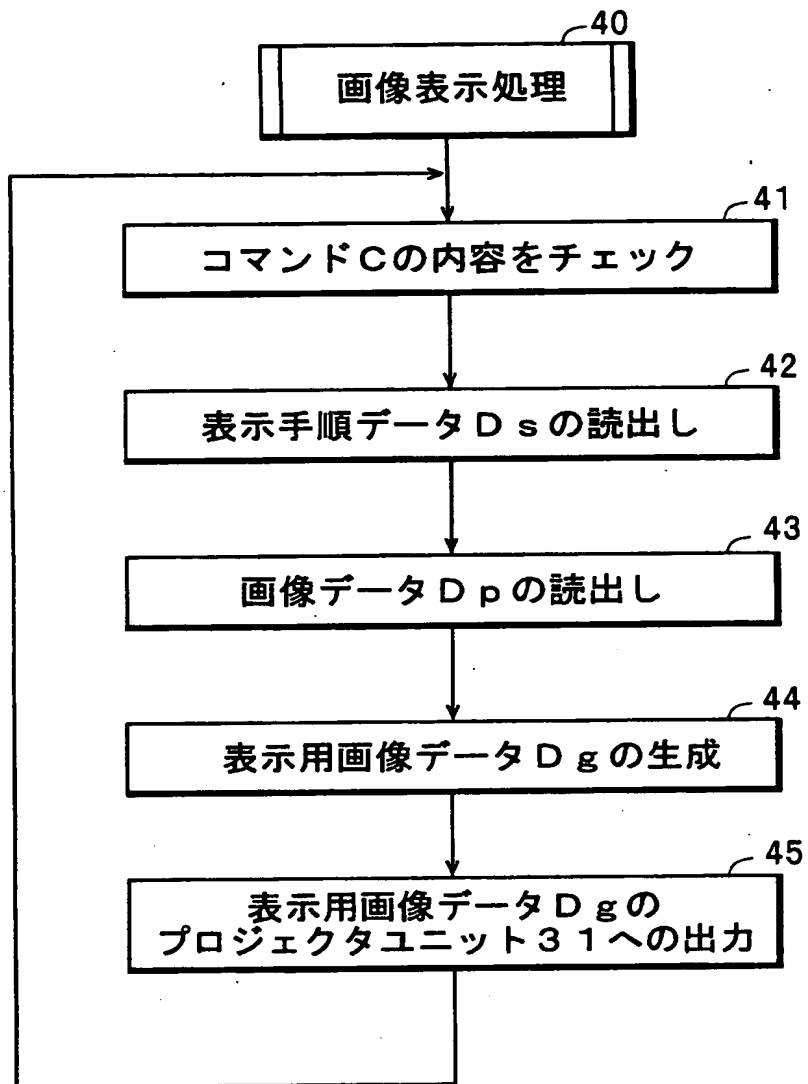 40
画像表示処理
41
コマンドCの内容をチェック
42
表示手順データDsの読出し
43
画像データDpの読出し
44
表示用画像データDgの生成
45
表示用画像データDgの
プロジェクタユニット31への出力